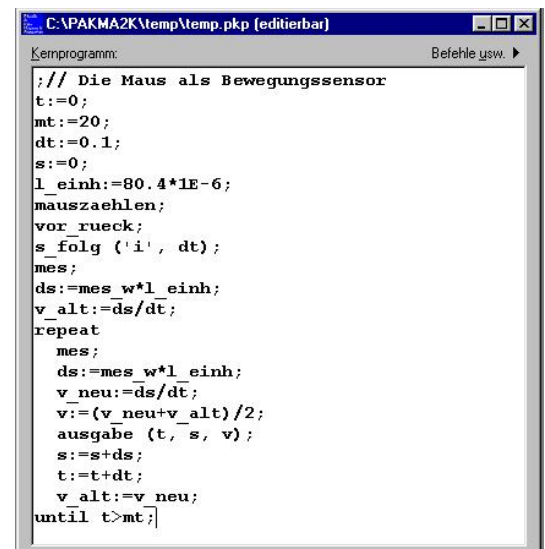 C:\PAKMA2K\temp\temp.pkp (editierbar)
Kernprogramm: Befehle usw.
;// Die Maus als Bewegungssensor
t:=0;
mt:=20;
dt:=0.1;
s:=0;
l_einh:=80.4*1E-6;
mauszaehlen;
vor_rueck;
s_folg ('i', dt);
mes;
ds:=mes_w*l_einh;
v_alt:=ds/dt;
repeat
mes;
ds:=mes_w*l_einh;
v_neu:=ds/dt;
v:=(v_neu+v_alt)/2;
ausgabe (t, s, v);
s:=s+ds;
t:=t+dt;
v_alt:=v_neu;
until t>mt;